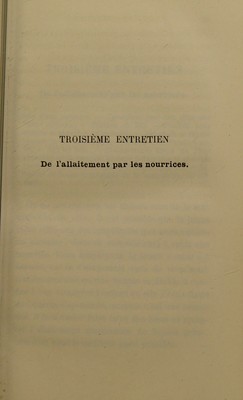 TROISIÈME ENTRETIEN
De l'allaitement par les nourrices.